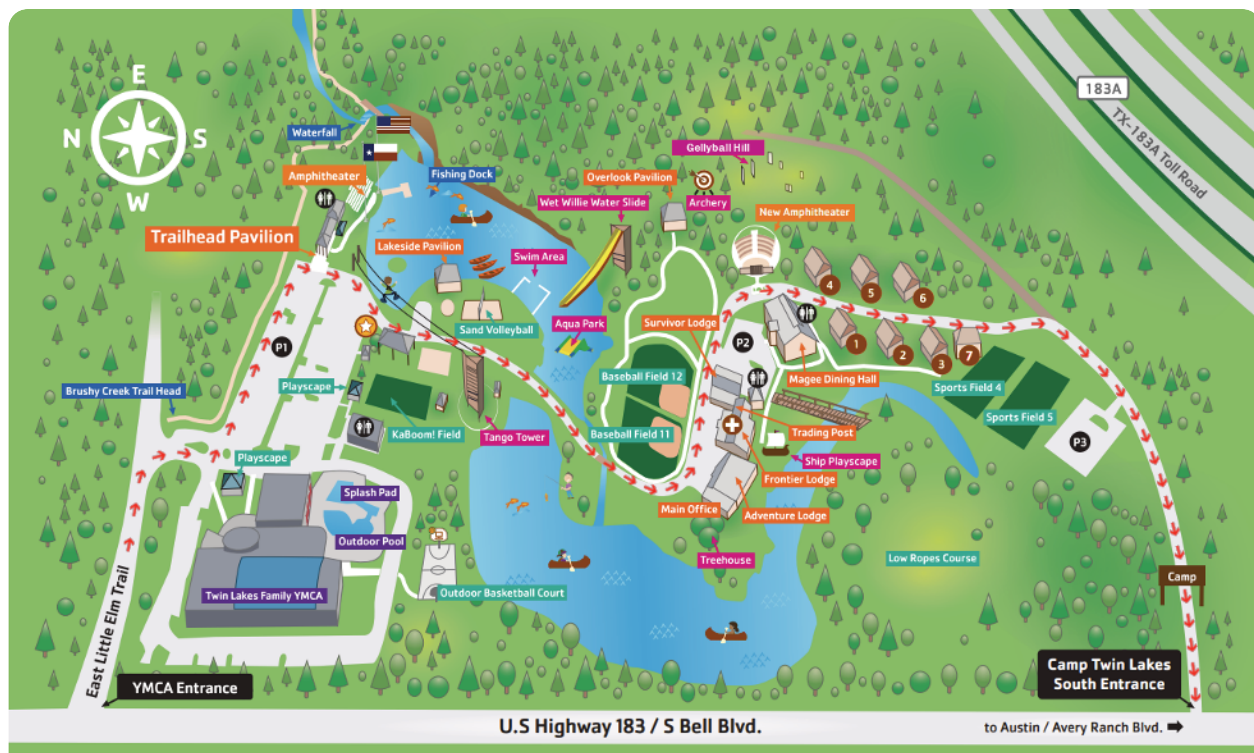 E
N
S
W
183A
TX-183A Toll Road
Waterfall
Gellyball Hill
Amphitheater
Fishing Dock
Overlook Pavilion
Wet Willie Water Slide
Archery
New Amphitheater
Trailhead Pavilion
Lakeside Pavilion
Swim Area
4
5
6
Sand Volleyball
Survivor Lodge
Aqua Park
P1
P2
1
2
3
7
Magee Dining Hall
Baseball Field 12
Playscape
Brushy Creek Trail Head
Sports Field 4
Sports Field 5
KaBoom! Field
Tango Tower
Baseball Field 11
Trading Post
P3
Playscape
Ship Playscape
Frontier Lodge
Splash Pad
Main Office
Adventure Lodge
Outdoor Pool
Treehouse
Low Ropes Course
Camp
Twin Lakes Family YMCA
Outdoor Basketball Court
East Little Elm Trail
YMCA Entrance
Camp Twin Lakes
South Entrance
U.S Highway 183 / S Bell Blvd.
to Austin / Avery Ranch Blvd.